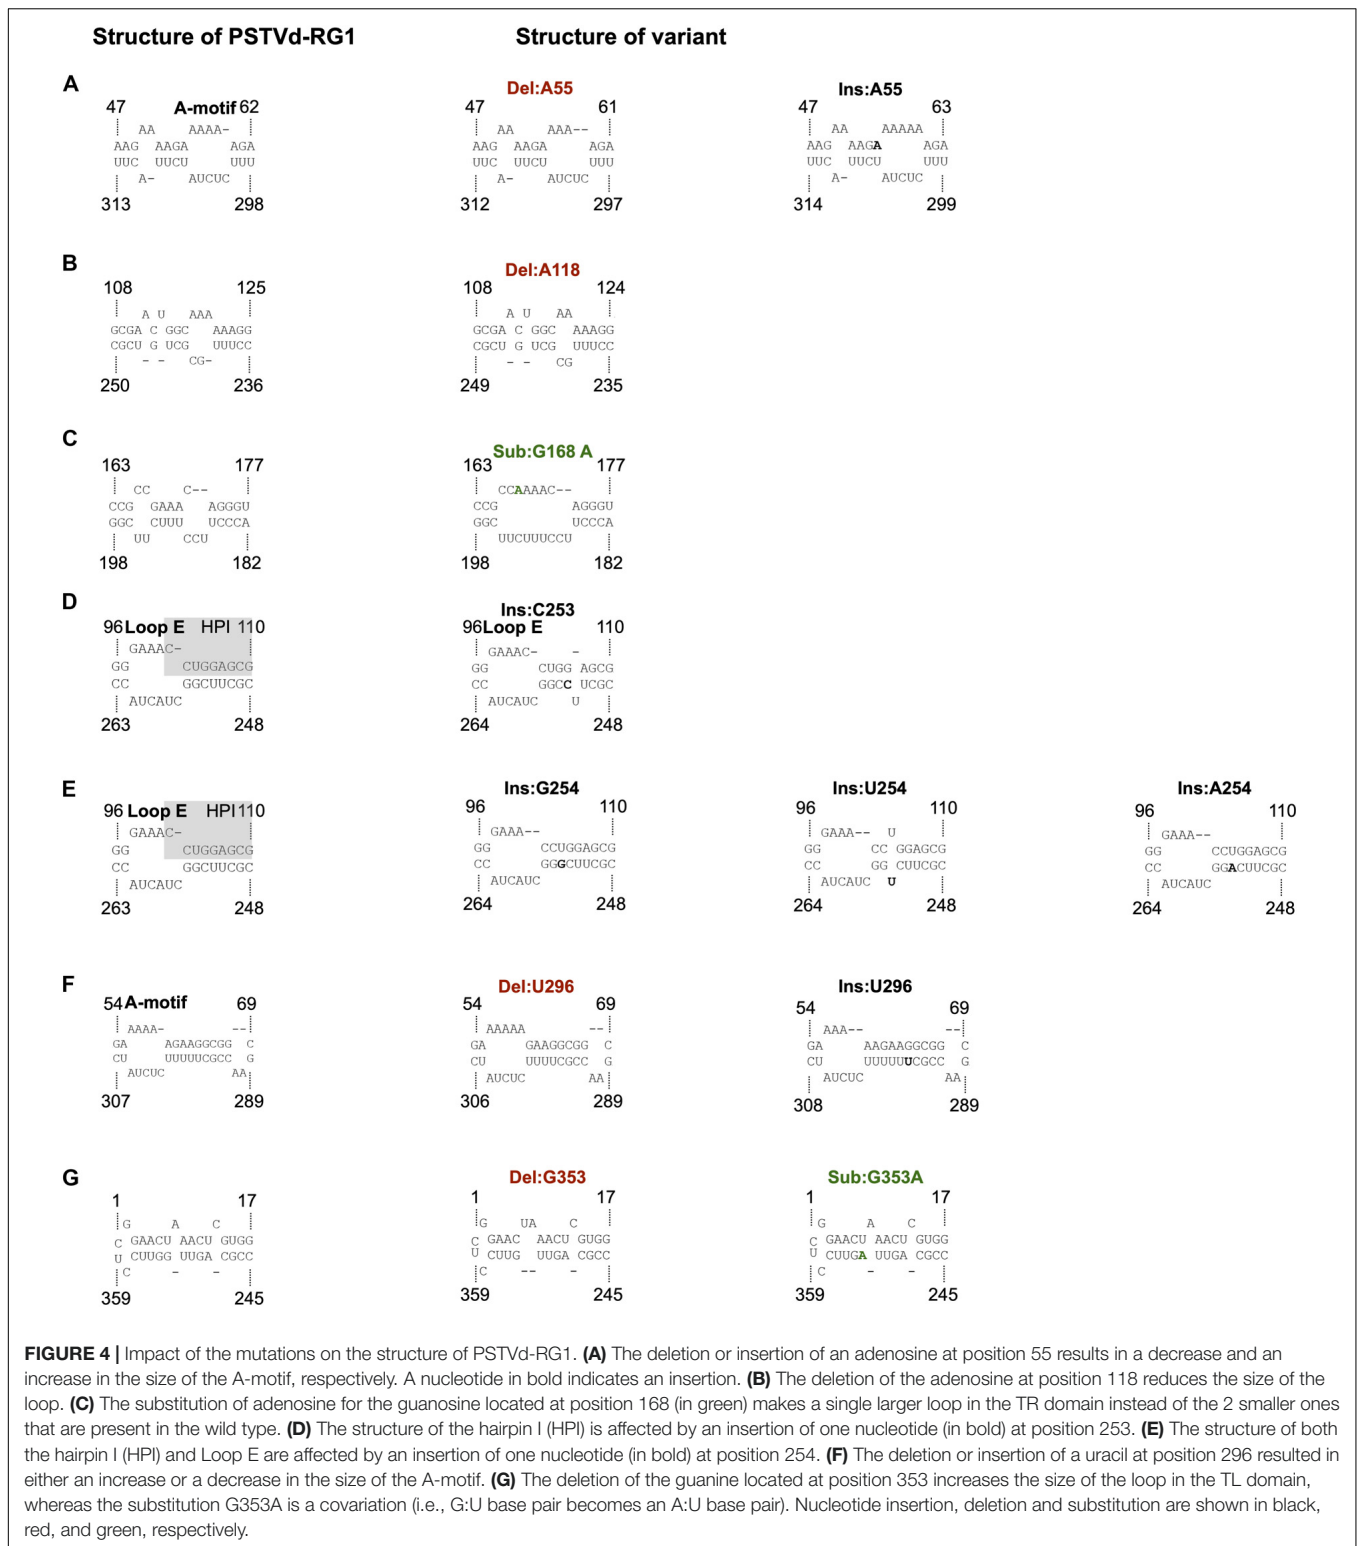 Structure of PSTVd-RG1 Structure of variant
A
Del:A55 Ins:A55
47 A-motif 62 47 61 47 63
AA AAAA- AA AAA-- AA AAAAA
AAG AAGA AGA AAG AAGA AGA AAG AAGA AGA
UUC UUCU UUU UUC UUCU UUU UUC UUCU UUU
A- AUCUC A- AUCUC A- AUCUC
313 298 312 297 314 299
B
Del:A118
108 125 108 124
A U AAA A U AA
GCGA C GGC AAAGG GCGA C GGC AAAGG
CGCU G UCG UUUCC CGCU G UCG UUUCC
- - CG- - - CG
250 236 249 235
C
Sub:G168 A
163 177 163 177
CC C-- CCAAAAC--
CCG GAAA AGGGU CCG AGGGU
GGC CUUU UCCCA GGC UCCCA
UU CCU UUCUUUCCU
198 182 198 182
D
Ins:C253
96 Loop E HPI 110 96 Loop E 110
GAAAC- GAAAC- -
GG CUGGAGCG GG CUGG AGCG
CC GGCUUCGC CC GGCC UCGC
AUCAUC AUCAUC U
263 248 264 248
E
Ins:G254 Ins:U254 Ins:A254
96 Loop E HPI 110 96 110 96 110 96 110
GAAAC- GAAA-- GAAA-- U GAAA--
GG CUGGAGCG GG CCUGGAGCG GG CC GGAGCG GG CCUGGAGCG
CC GGCUUCGC CC GGGCUUCGC CC GG CUUCGC CC GGACUUCGC
AUCAUC AUCAUC AUCAUC U AUCAUC
263 248 264 248 264 248 264 248
F
Del:U296 Ins:U296
54 A-motif 69 54 69 54 69
AAAA- -- AAAAA -- AAA-- --
GA AGAAGGCGG C GA GAAGGCGG C GA AAGAAGGCGG C
CU UUUUUCGCC G CU UUUUCGCC G CU UUUUUUCGCC G
AUCUC AA AUCUC AA AUCUC AA
307 289 306 289 308 289
G
Del:G353 Sub:G353A
1 17 1 17 1 17
G A C G UA C G A C
C GAACU AACU GUGG C GAAC AACU GUGG C GAACU AACU GUGG
U CUUGG UUGA CGCC U CUUG UUGA CGCC U CUUGA UUGA CGCC
C - - C -- - C - -
359 245 359 245 359 245
FIGURE 4 | Impact of the mutations on the structure of PSTVd-RG1. (A) The deletion or insertion of an adenosine at position 55 results in a decrease and an
increase in the size of the A-motif, respectively. A nucleotide in bold indicates an insertion. (B) The deletion of the adenosine at position 118 reduces the size of the
loop. (C) The substitution of adenosine for the guanosine located at position 168 (in green) makes a single larger loop in the TR domain instead of the 2 smaller ones
that are present in the wild type. (D) The structure of the hairpin I (HPI) is affected by an insertion of one nucleotide (in bold) at position 253. (E) The structure of both
the hairpin I (HPI) and Loop E are affected by an insertion of one nucleotide (in bold) at position 254. (F) The deletion or insertion of a uracil at position 296 resulted in
either an increase or a decrease in the size of the A-motif. (G) The deletion of the guanine located at position 353 increases the size of the loop in the TL domain,
whereas the substitution G353A is a covariation (i.e., G:U base pair becomes an A:U base pair). Nucleotide insertion, deletion and substitution are shown in black,
red, and green, respectively.